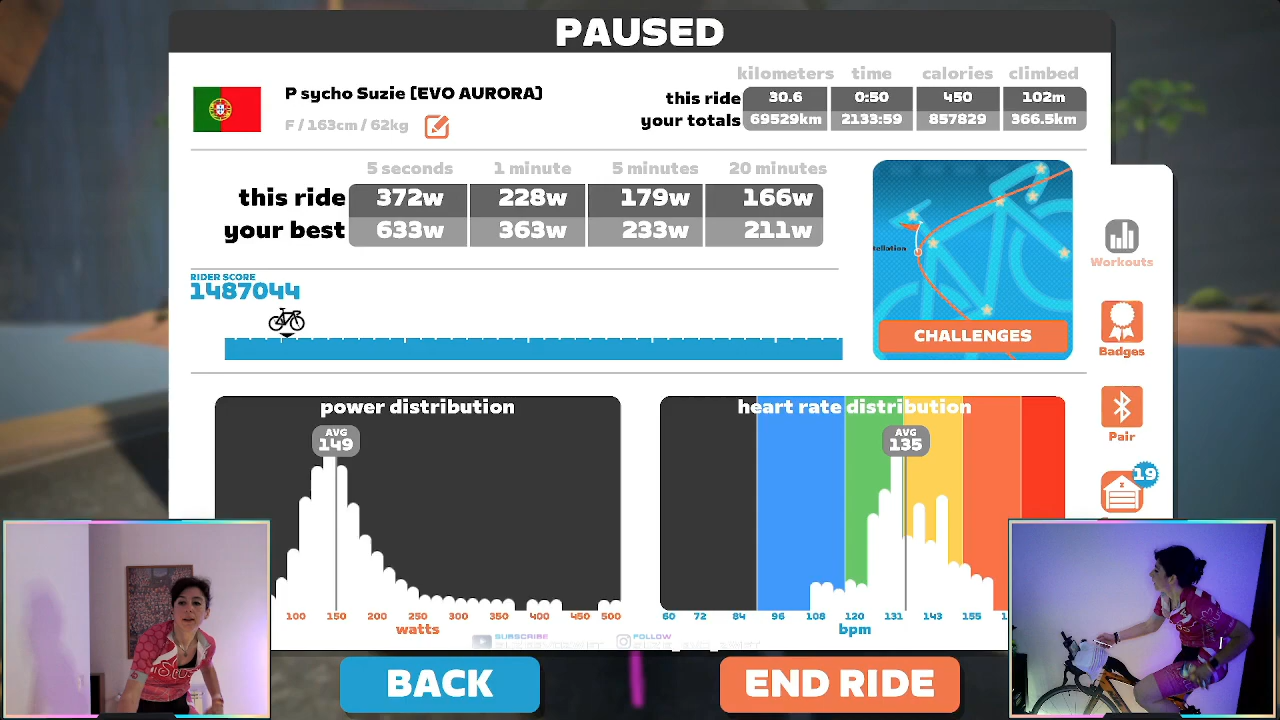 PAUSED
kilometers time calories climbed
P sycho Suzie [EVO AURORA]
this ride 30.6 0:50 450 102m
F / 163cm / 62kg
your totals 69529km 2133:59 857829 366.5km
5 seconds 1 minute 5 minutes 20 minutes
this ride 372w 228w 179w 166w
your best 633w 363w 233w 211w
Workouts
RIDER SCORE
1487044
CHALLENGES
Badges
power distribution
heart rate distribution
AVG
149
AVG
135
Pair
19
100 150 200 250 300 350 400 450 500
watts
60 72 84 96 108 120 131 143 155
bpm
SUBSCRIBE
FOLLOW
BACK
END RIDE